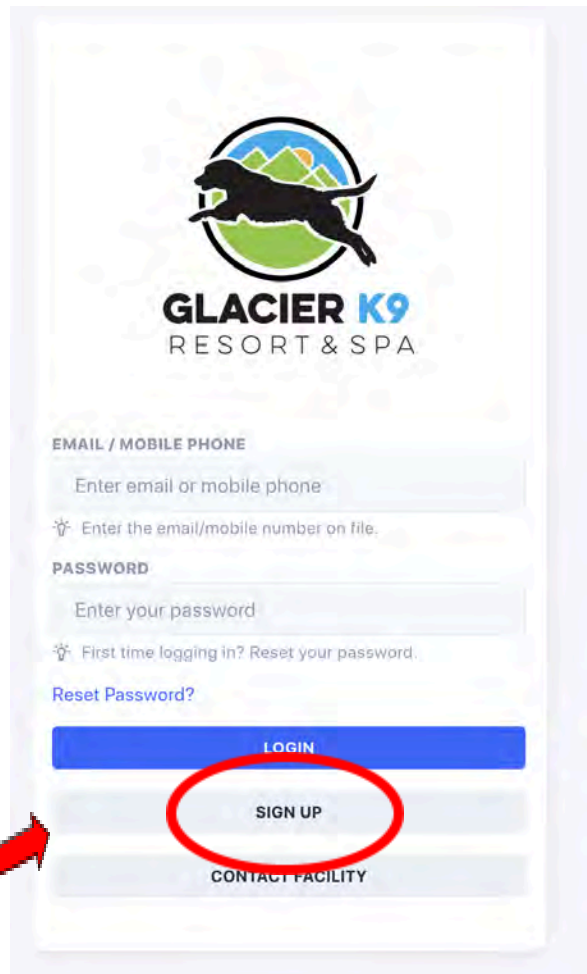 GLACIER K9
RESORT & SPA
EMAIL / MOBILE PHONE
Enter email or mobile phone
Enter the email/mobile number on file.
PASSWORD
Enter your password
First time logging in? Reset your password.
Reset Password?
LOGIN
SIGN UP
CONTACT FACILITY